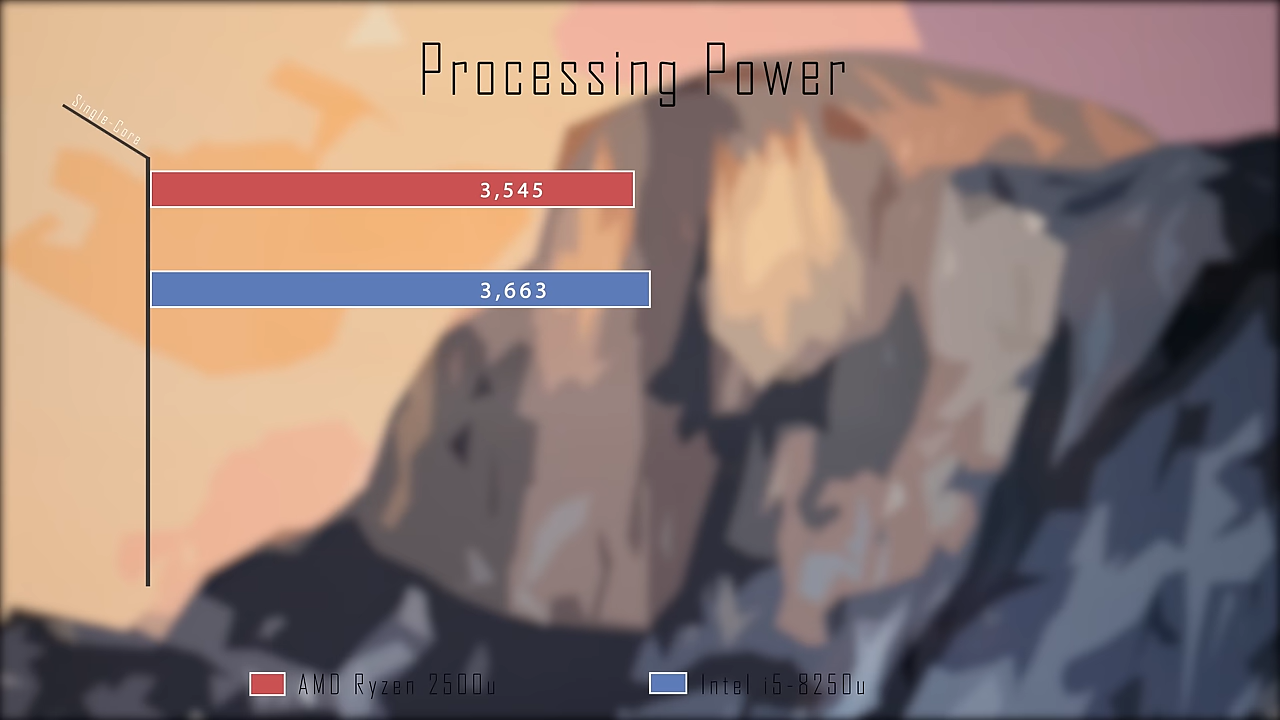 Processing Power
Single-Core
3,545
3,663
AMD Ryzen 2500u
Intel i5-8250u